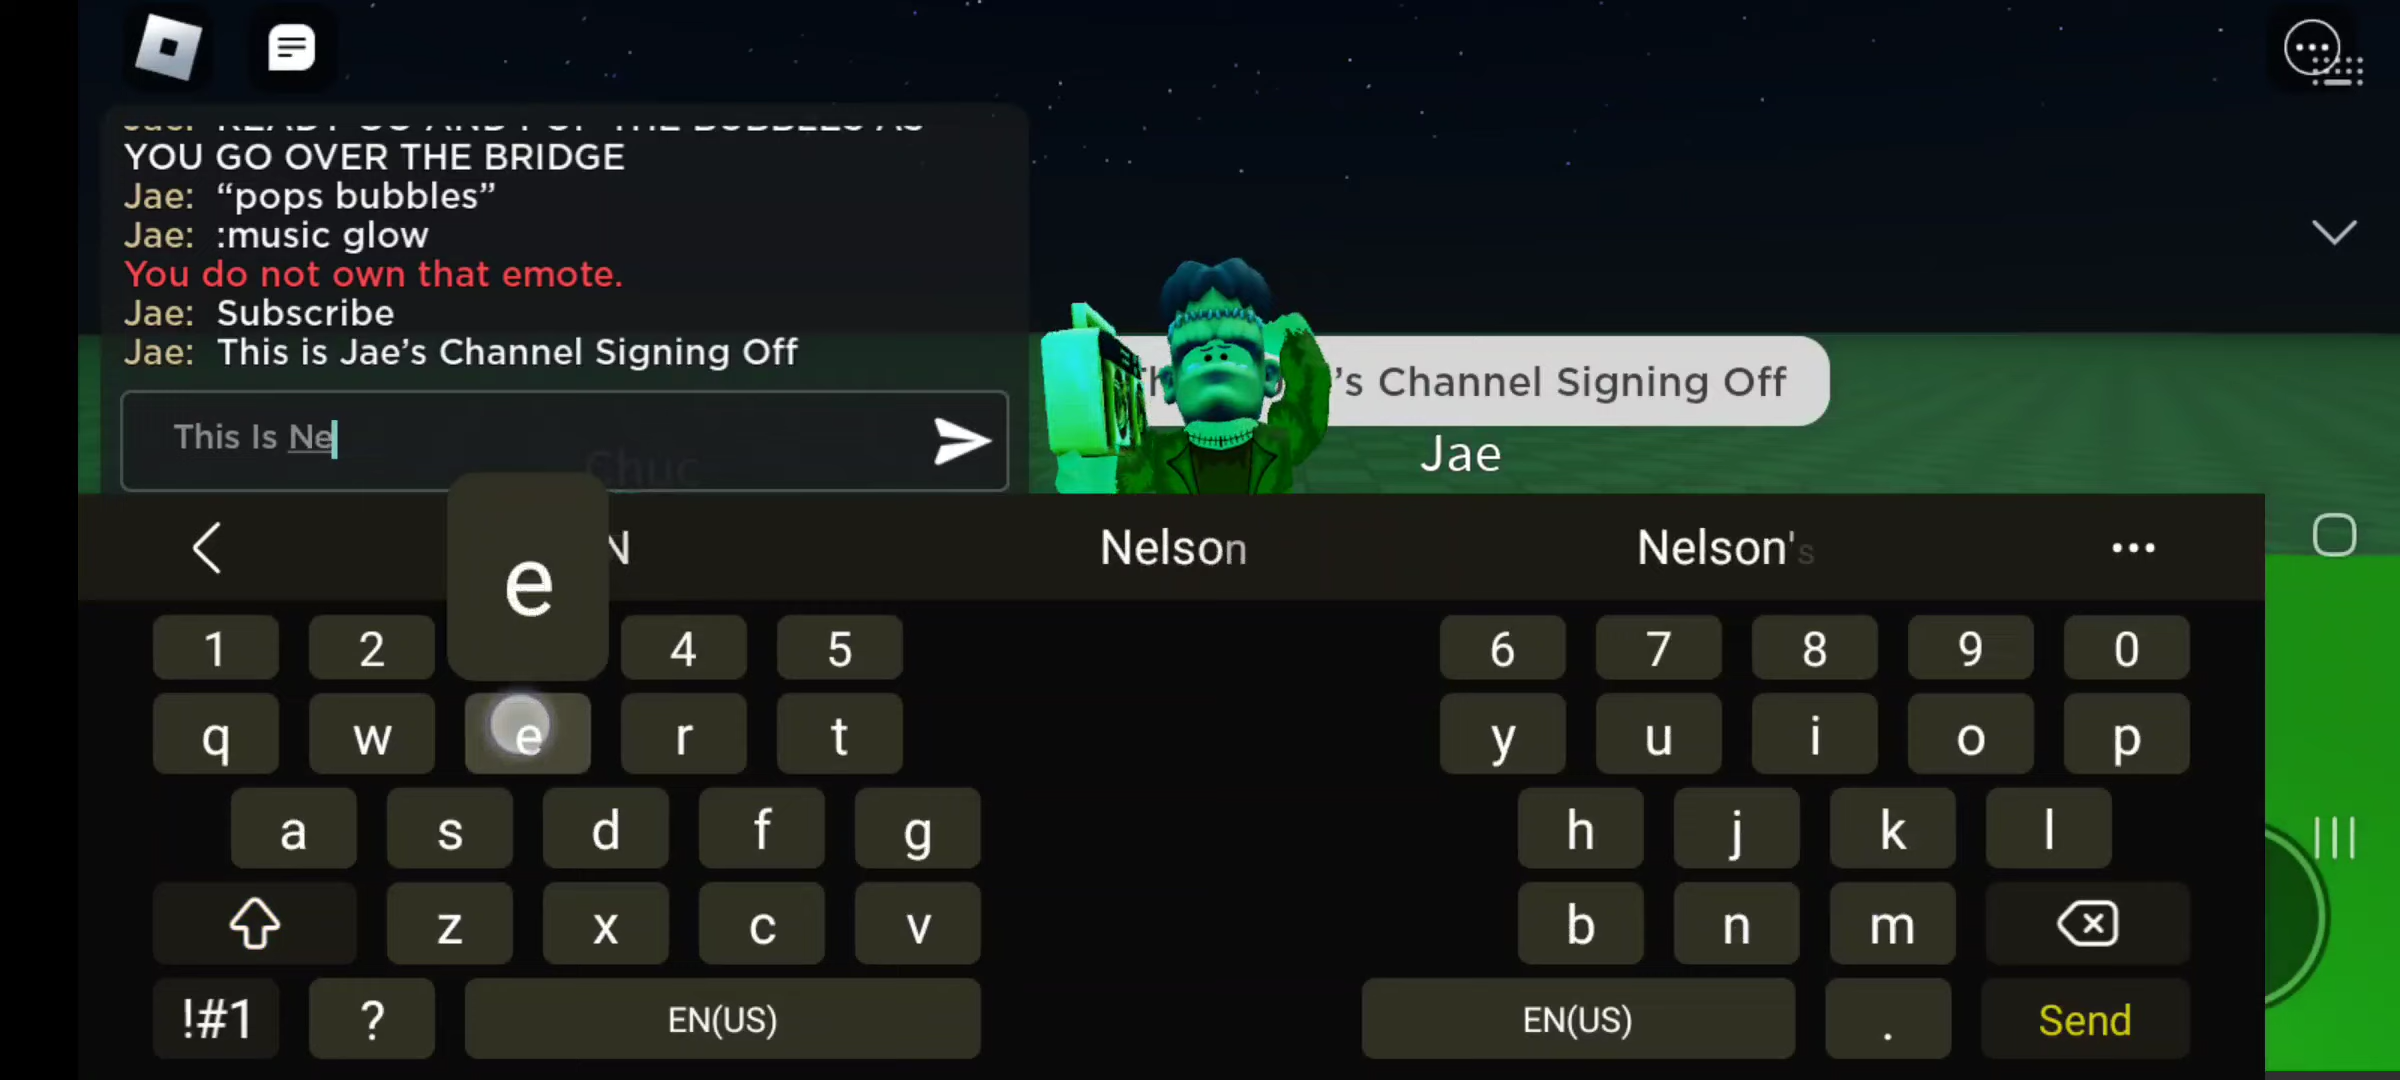 YOU GO OVER THE BRIDGE
Jae: “pops bubbles”
Jae: :music glow
You do not own that emote.
Jae: Subscribe
Jae: This is Jae’s Channel Signing Off
This Is Ne
’s Channel Signing Off
Jae
Chuc
N
Nelson
Nelson's
e
1 2 4 5 6 7 8 9 0
q w e r t y u i o p
a s d f g h j k l
z x c v b n m
!#1 ? EN(US) EN(US) . Send